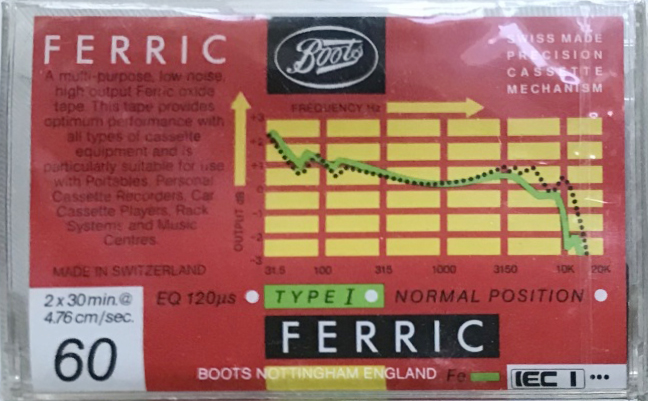 FERRIC
A multi-purpose, low noise,
high output Ferric oxide
tape. This tape provides
optimum performance with
all types of cassette
equipment and is
particularly suitable for use
with Portables, Personal
Cassette Recorders, Car
Cassette Players, Rack
Systems and Music
Centres.
MADE IN SWITZERLAND
Boots
SWISS MADE
PRECISION
CASSETTE
MECHANISM
FREQUENCY Hz
OUTPUT dB
+3
+2
+1
0
-1
-2
-3
31.5 100 315 1000 3150 10K 20K
2 x 30 min. @
4.76 cm/sec.
60
EQ 120µs TYPE I NORMAL POSITION
FERRIC
BOOTS NOTTINGHAM ENGLAND Fe IEC I